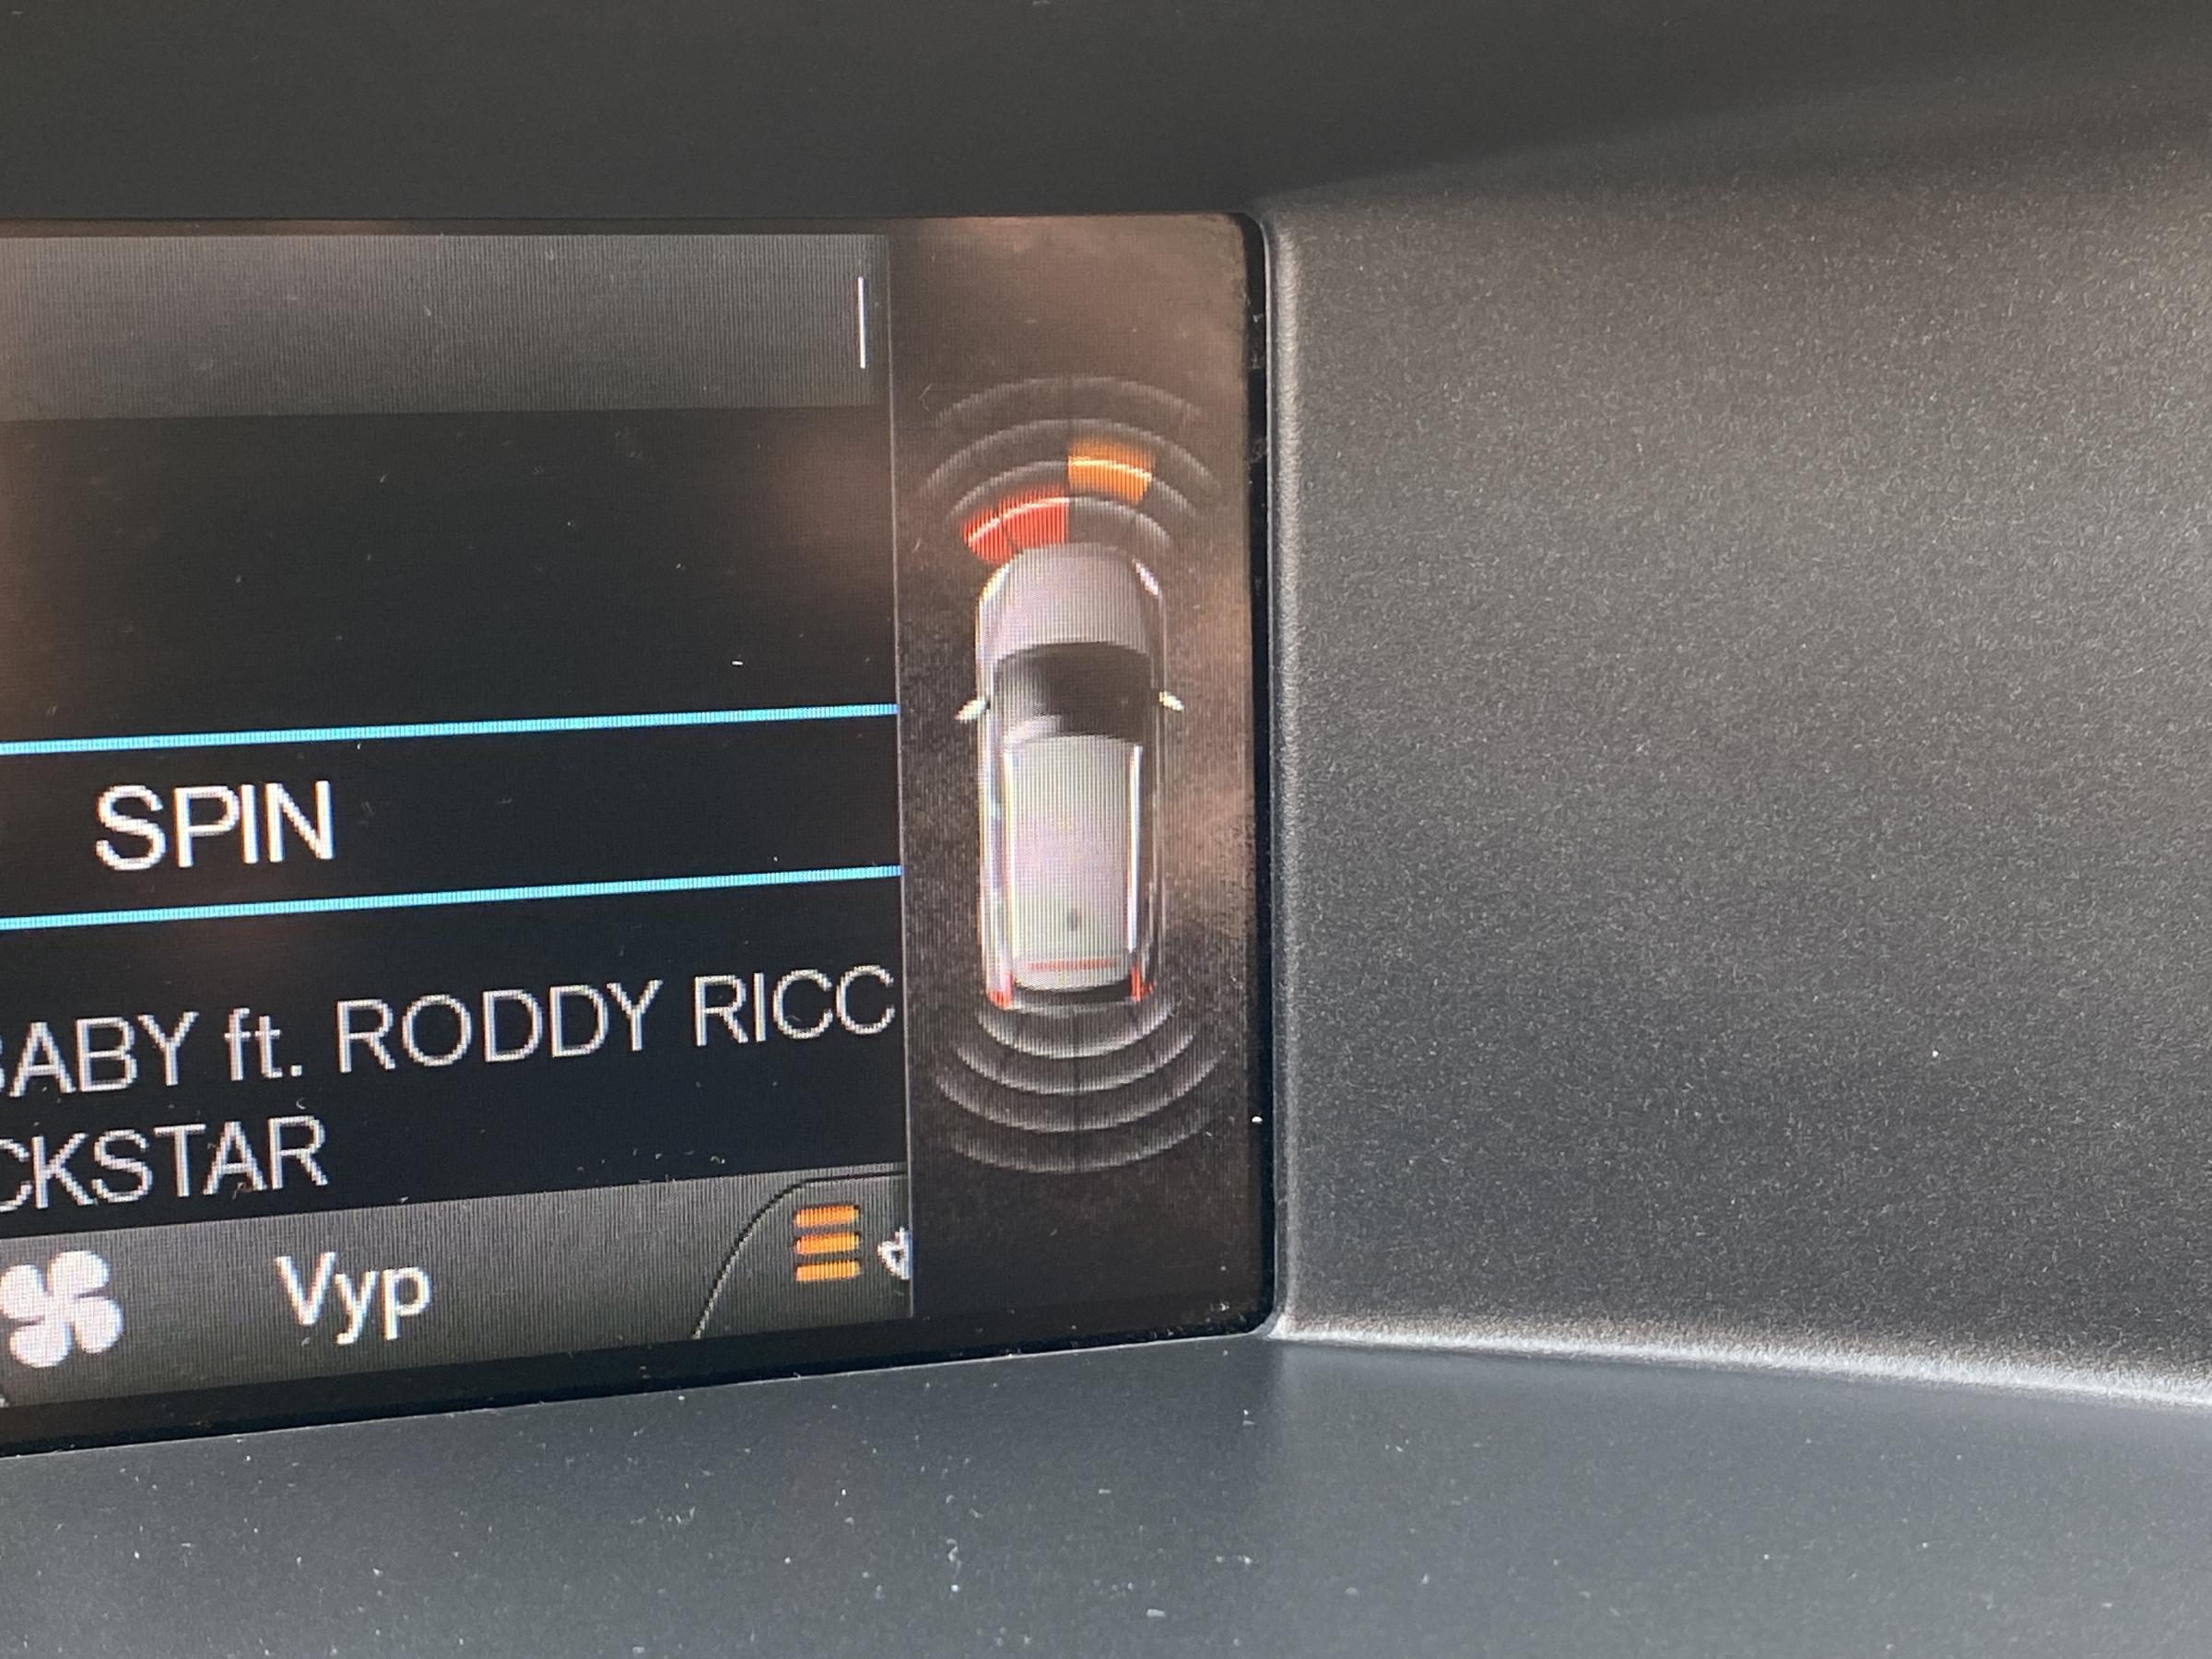 SPIN
BABY ft. RODDY RICC
CKSTAR
Vyp